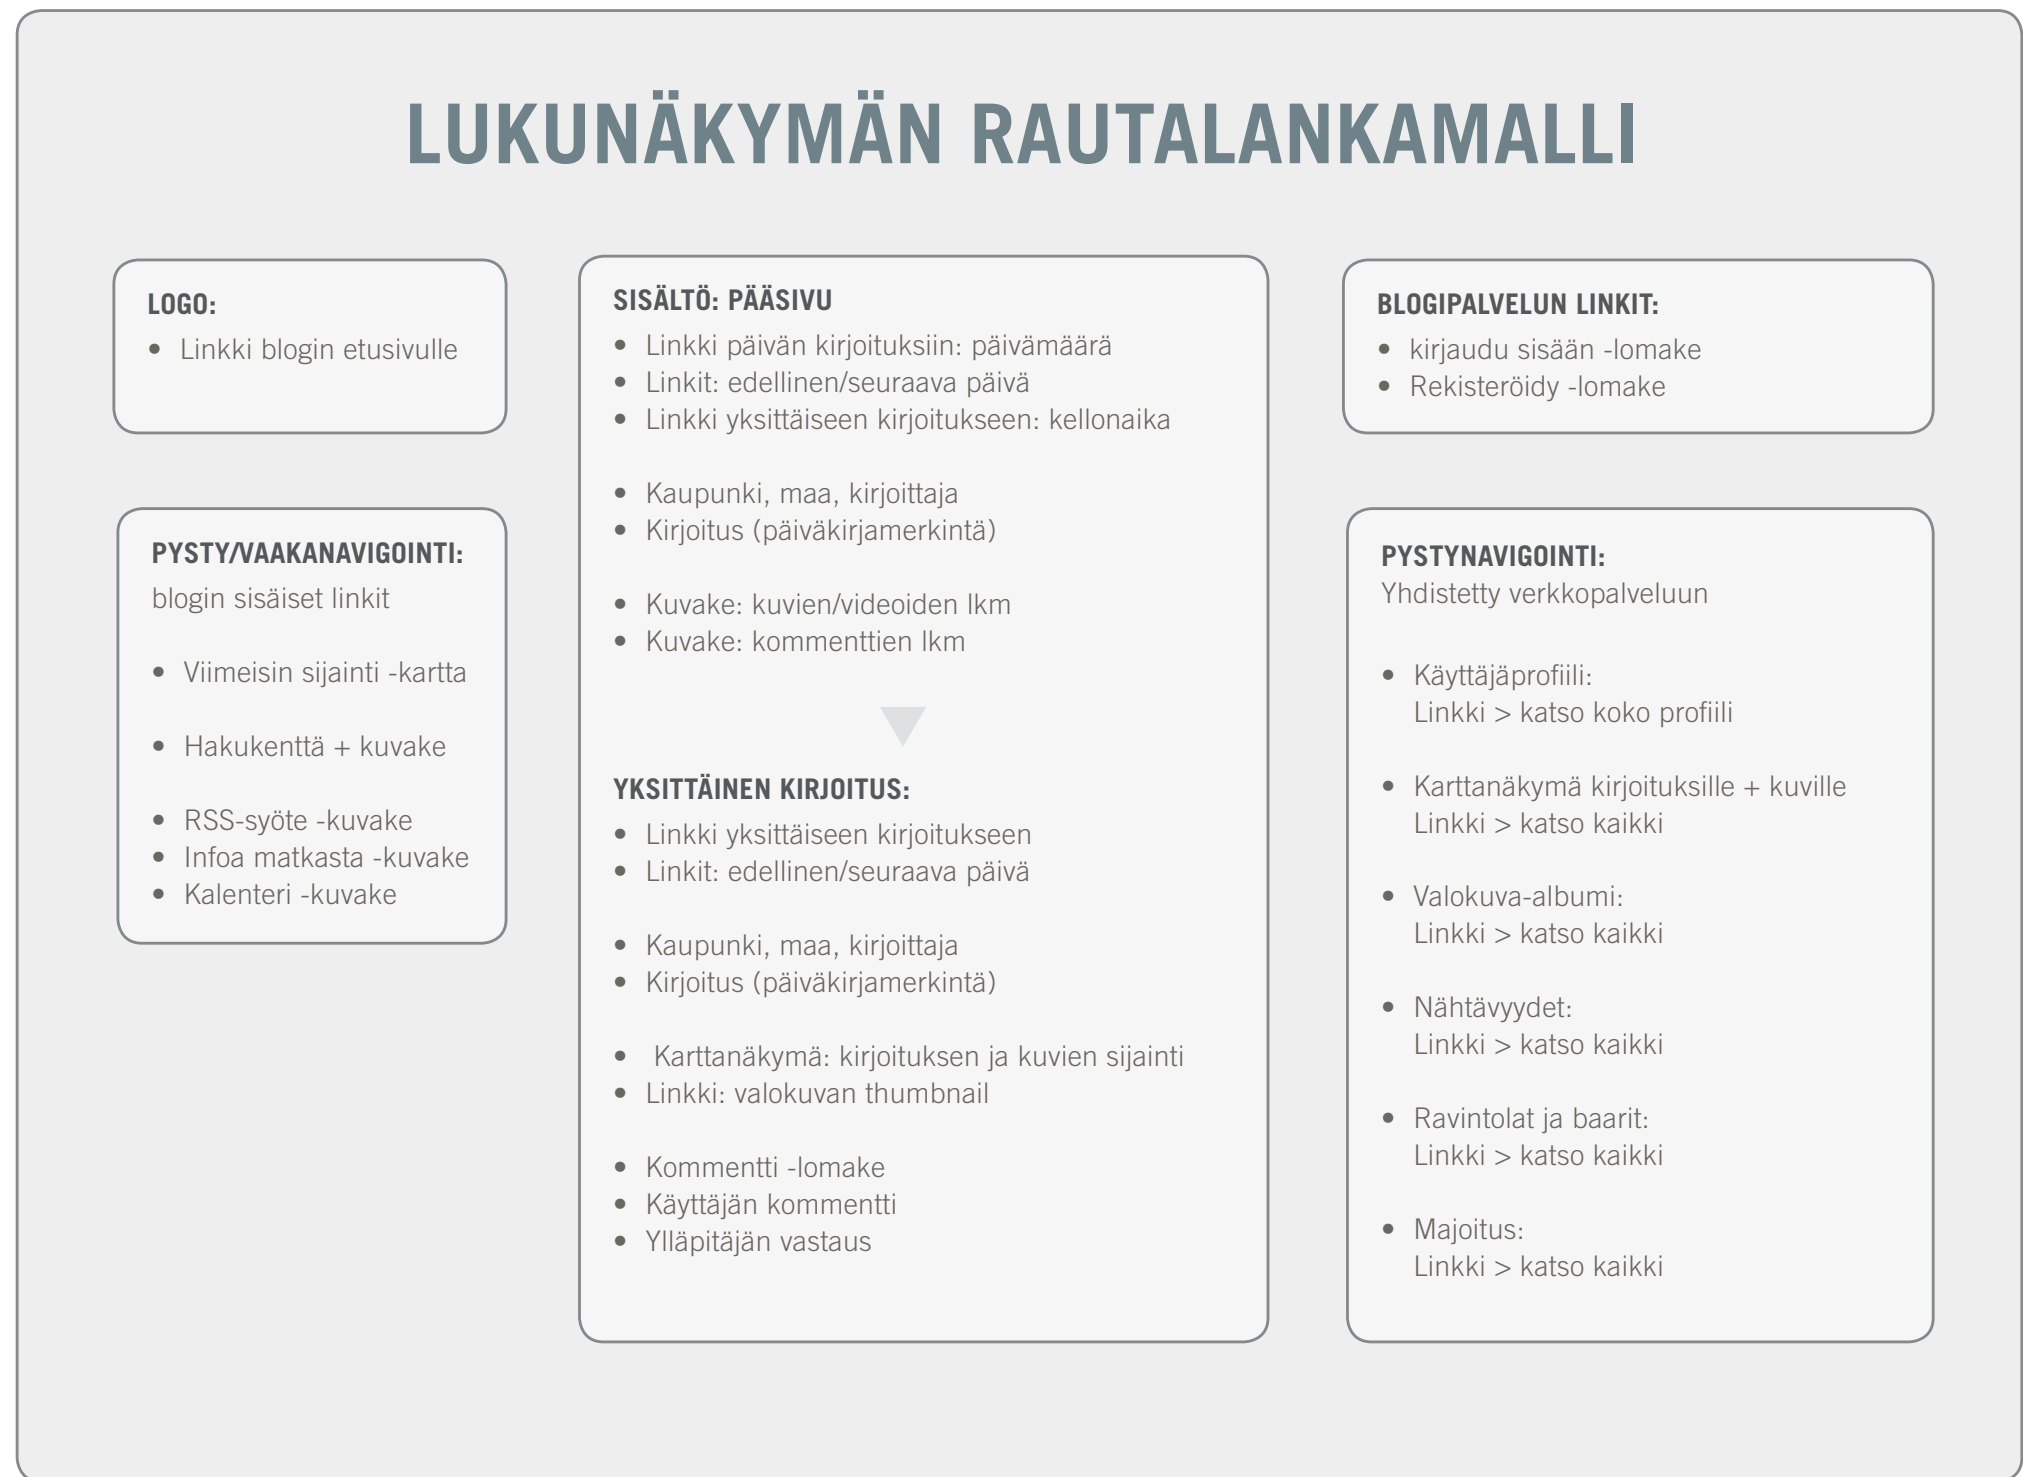 LUKUNÄKYMÄN RAUTALANKAMALLI
LOGO:
• Linkki blogin etusivulle
PYSTY/VAAKANAVIGOINTI:
blogin sisäiset linkit
• Viimeisin sijainti -kartta
• Hakukenttä + kuvake
• RSS-syöte -kuvake
• Infoa matkasta -kuvake
• Kalenteri -kuvake
SISÄLTÖ: PÄÄSIVU
• Linkki päivän kirjoituksiin: päivämäärä
• Linkit: edellinen/seuraava päivä
• Linkki yksittäiseen kirjoitukseen: kellonaika
• Kaupunki, maa, kirjoittaja
• Kirjoitus (päiväkirjamerkintä)
• Kuvake: kuvien/videoiden lkm
• Kuvake: kommenttien lkm
YKSITTÄINEN KIRJOITUS:
• Linkki yksittäiseen kirjoitukseen
• Linkit: edellinen/seuraava päivä
• Kaupunki, maa, kirjoittaja
• Kirjoitus (päiväkirjamerkintä)
• Karttanäkymä: kirjoituksen ja kuvien sijainti
• Linkki: valokuvan thumbnail
• Kommentti -lomake
• Käyttäjän kommentti
• Ylläpitäjän vastaus
BLOGIPALVELUN LINKIT:
• kirjaudu sisään -lomake
• Rekisteröidy -lomake
PYSTYNAVIGOINTI:
Yhdistetty verkkopalveluun
• Käyttäjäprofiili:
Linkki > katso koko profiili
• Karttanäkymä kirjoituksille + kuville
Linkki > katso kaikki
• Valokuva-albumi:
Linkki > katso kaikki
• Nähtävyydet:
Linkki > katso kaikki
• Ravintolat ja baarit:
Linkki > katso kaikki
• Majoitus:
Linkki > katso kaikki